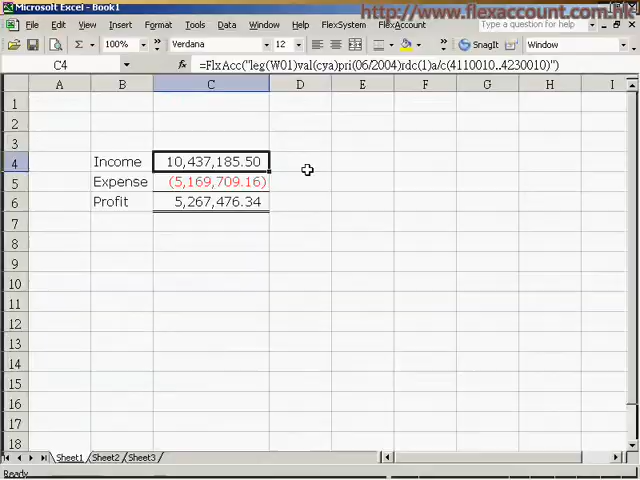 Microsoft Excel - Book1
http://www.flexaccount.com.hk
File Edit View Insert Format Tools Data Window Help FlexSystem FlexAccount Type a question for help
Σ 100% Verdana 12 SnagIt Window
C4 fx =FlxAcc("leg(W01)val(cya)pri(06/2004)rdc(1)a/c(4110010..4230010)")
A B C D E F G H I
1
2
3
4 Income 10,437,185.50
5 Expense (5,169,709.16)
6 Profit 5,267,476.34
7
8
9
10
11
12
13
14
15
16
17
18
Sheet1 Sheet2 Sheet3
Ready